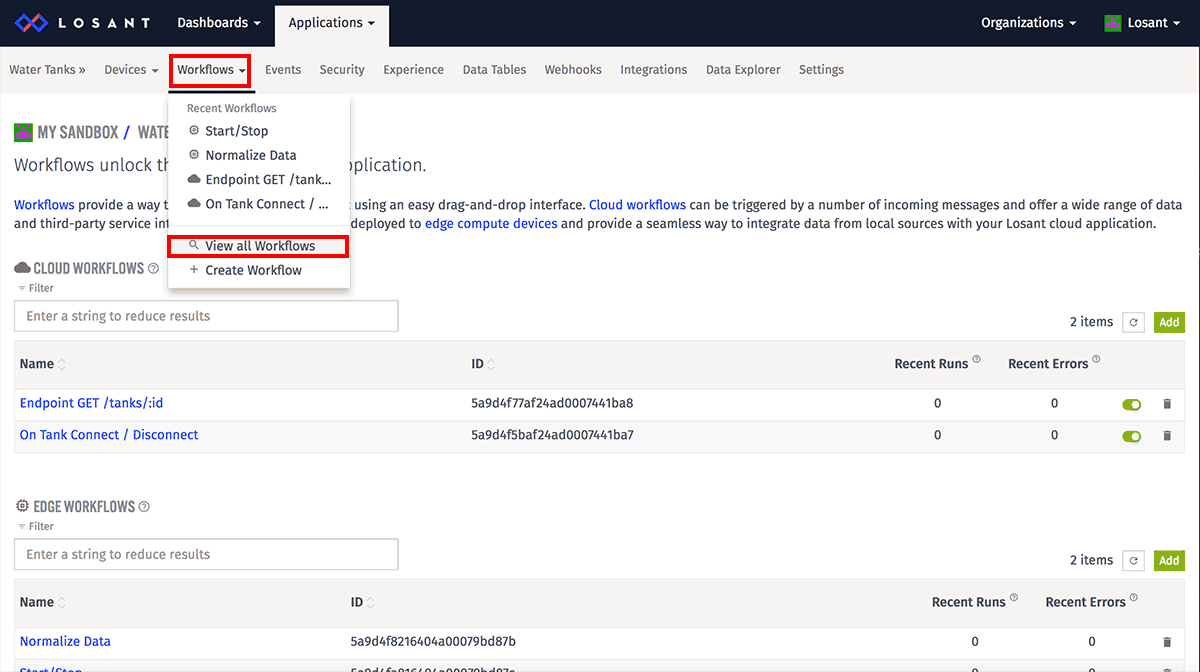 LOSANT Dashboards Applications Organizations Losant
Water Tanks » Devices Workflows Events Security Experience Data Tables Webhooks Integrations Data Explorer Settings
Recent Workflows
Start/Stop
Normalize Data
Endpoint GET /tank...
On Tank Connect / ...
View all Workflows
Create Workflow
MY SANDBOX / WATE
Workflows unlock th plication.
Workflows provide a way t using an easy drag-and-drop interface. Cloud workflows can be triggered by a number of incoming messages and offer a wide range of data
and third-party service int deployed to edge compute devices and provide a seamless way to integrate data from local sources with your Losant cloud application.
CLOUD WORKFLOWS ?
Filter
Enter a string to reduce results
2 items Add
Name ID Recent Runs ? Recent Errors ?
Endpoint GET /tanks/:id 5a9d4f77af24ad0007441ba8 0 0
On Tank Connect / Disconnect 5a9d4f5baf24ad0007441ba7 0 0
EDGE WORKFLOWS ?
Filter
Enter a string to reduce results
2 items Add
Name ID Recent Runs ? Recent Errors ?
Normalize Data 5a9d4f8216404a00079bd87b 0 0
Start/Stop